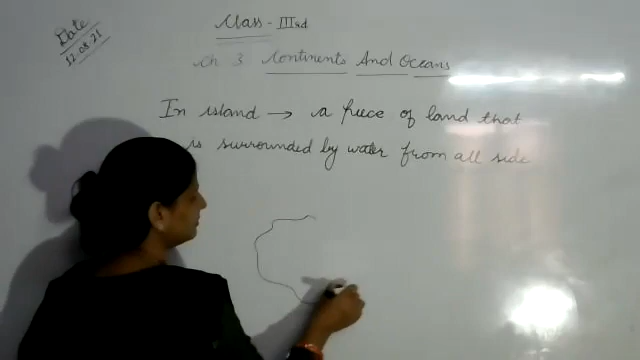 Date
12.08.21
Class - IIIrd
Ch 3 Continents And Oceans
In island → a piece of land that
is surrounded by water from all side